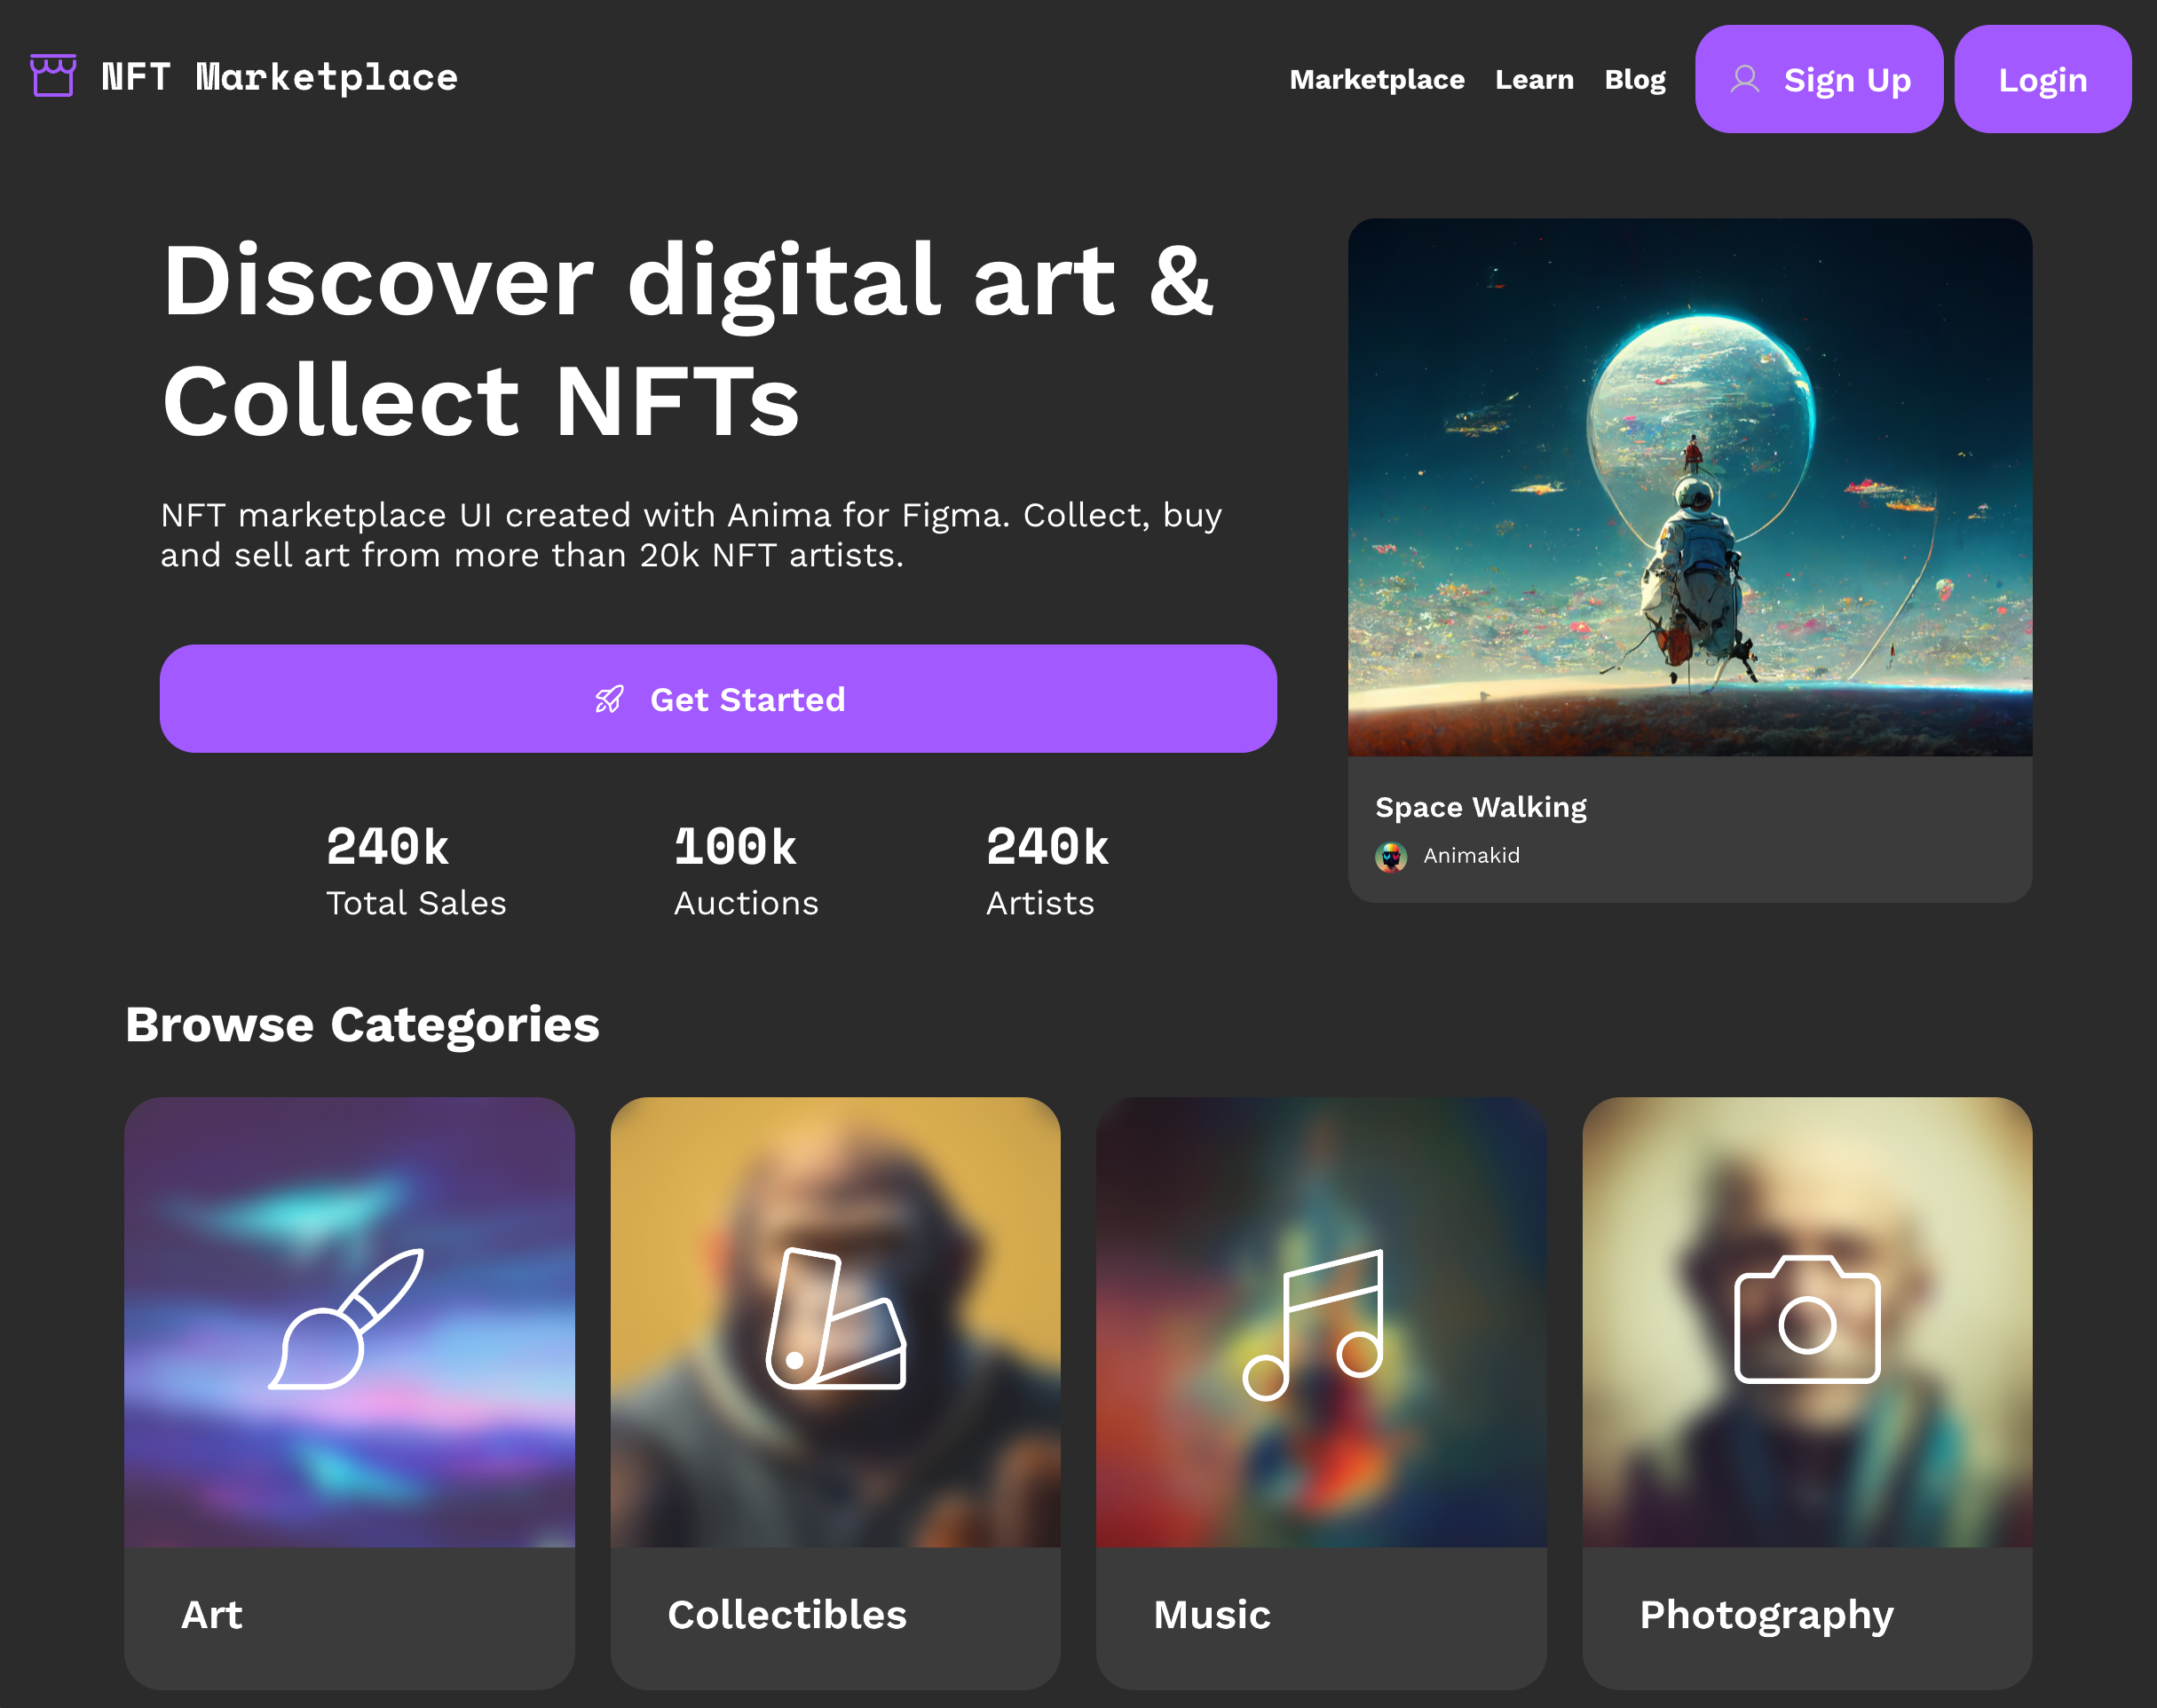 NFT Marketplace
Marketplace
Learn
Blog
Sign Up
Login
Discover digital art &
Collect NFTs
NFT marketplace UI created with Anima for Figma. Collect, buy
and sell art from more than 20k NFT artists.
Get Started
240k
Total Sales
100k
Auctions
240k
Artists
Space Walking
Animakid
Browse Categories
Art
Collectibles
Music
Photography